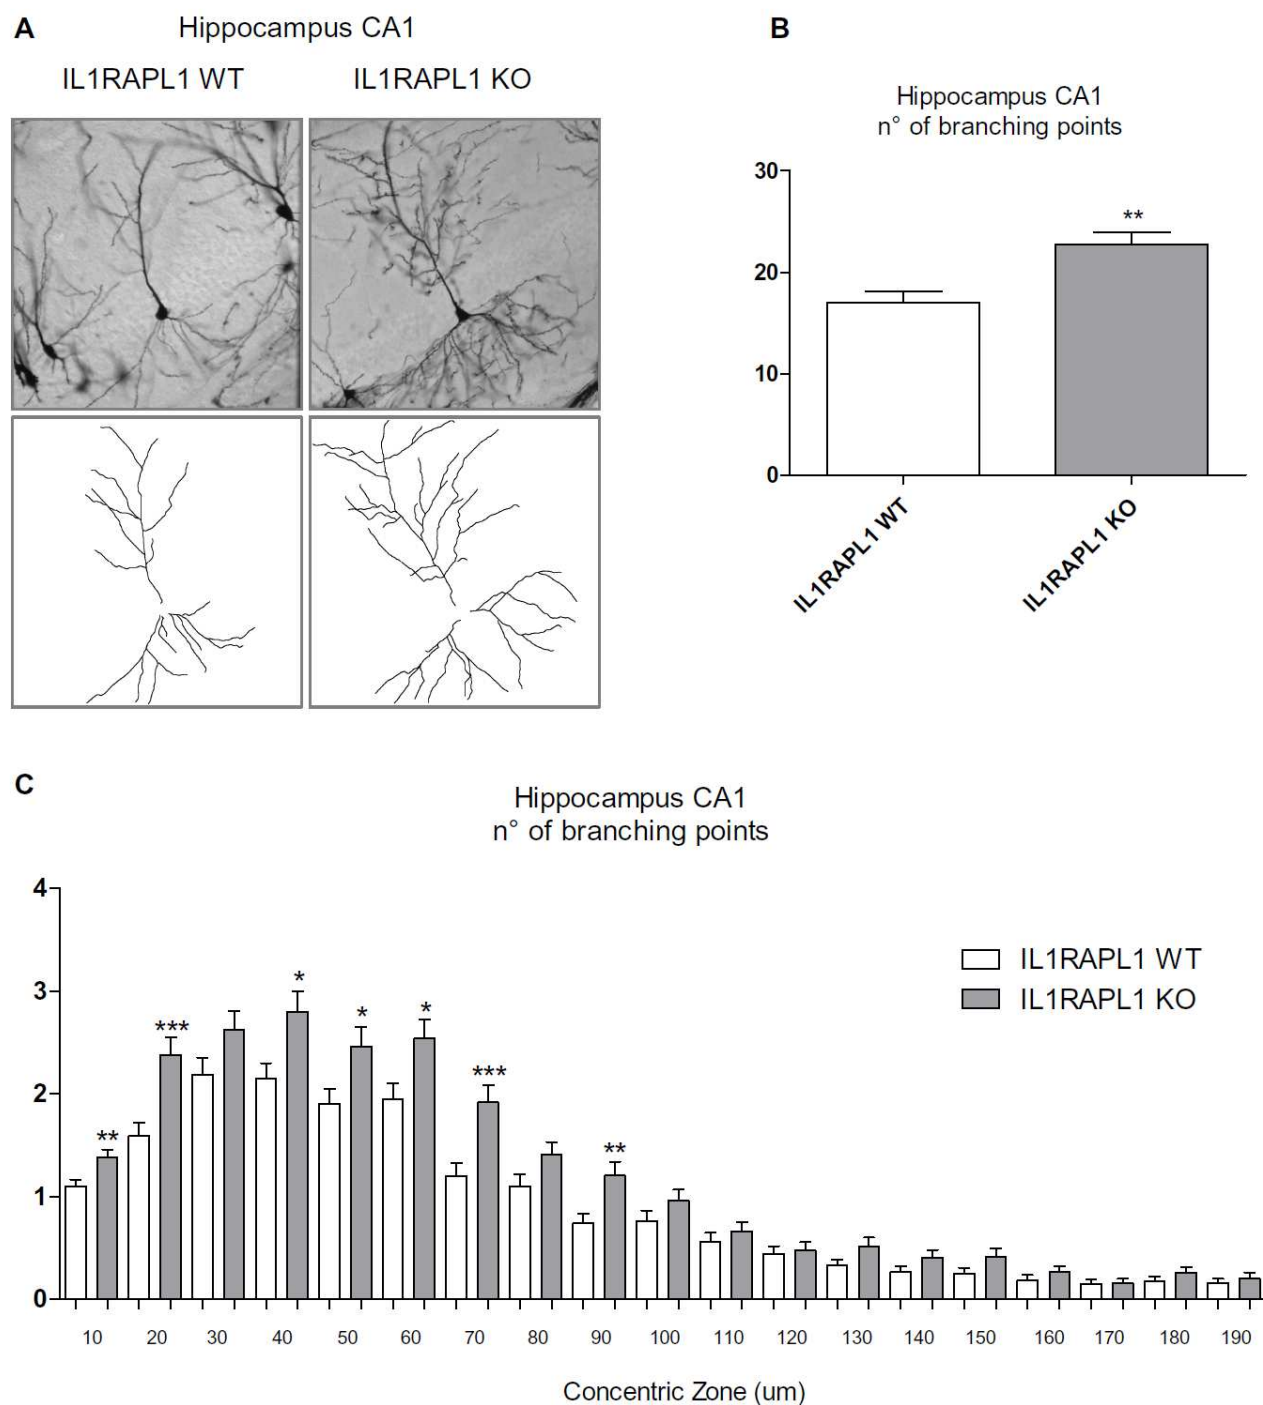 A
Hippocampus CA1
IL1RAPL1 WT
IL1RAPL1 KO
B
Hippocampus CA1
n° of branching points
30
20
10
0
**
IL1RAPL1 WT
IL1RAPL1 KO
C
Hippocampus CA1
n° of branching points
4
3
2
1
0
IL1RAPL1 WT
IL1RAPL1 KO
** *** * * * *** **
10 20 30 40 50 60 70 80 90 100 110 120 130 140 150 160 170 180 190
Concentric Zone (um)